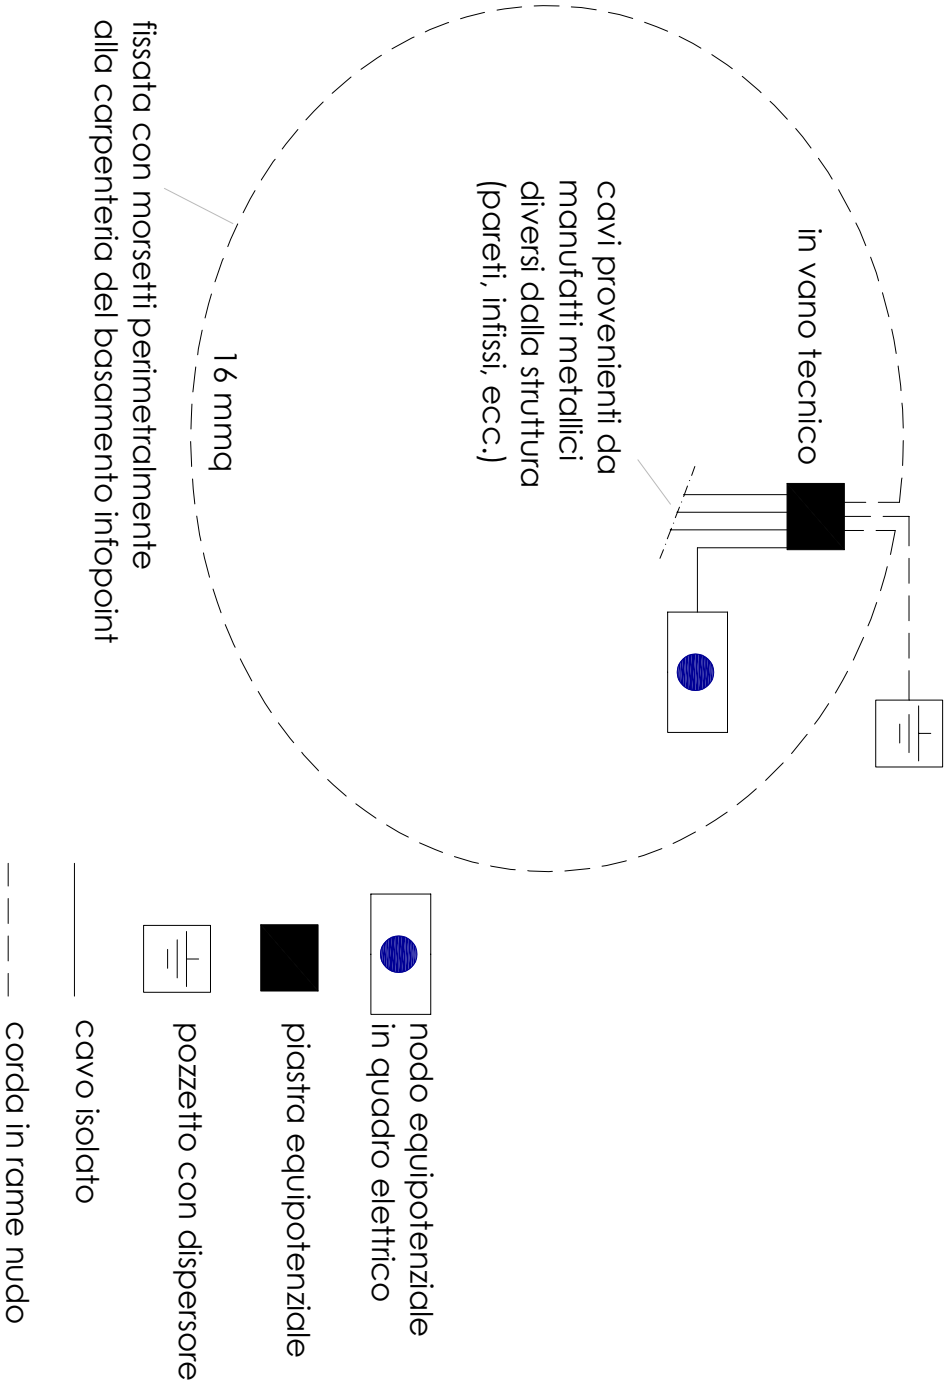 in vano tecnico
cavi provenienti da
manufatti metallici
diversi dalla struttura
(pareti, infissi, ecc.)
16 mmq
fissata con morsetti perimetralmente
alla carpenteria del basamento infopoint
nodo equipotenziale
in quadro elettrico
piastra equipotenziale
pozzetto con dispersore
cavo isolato
corda in rame nudo